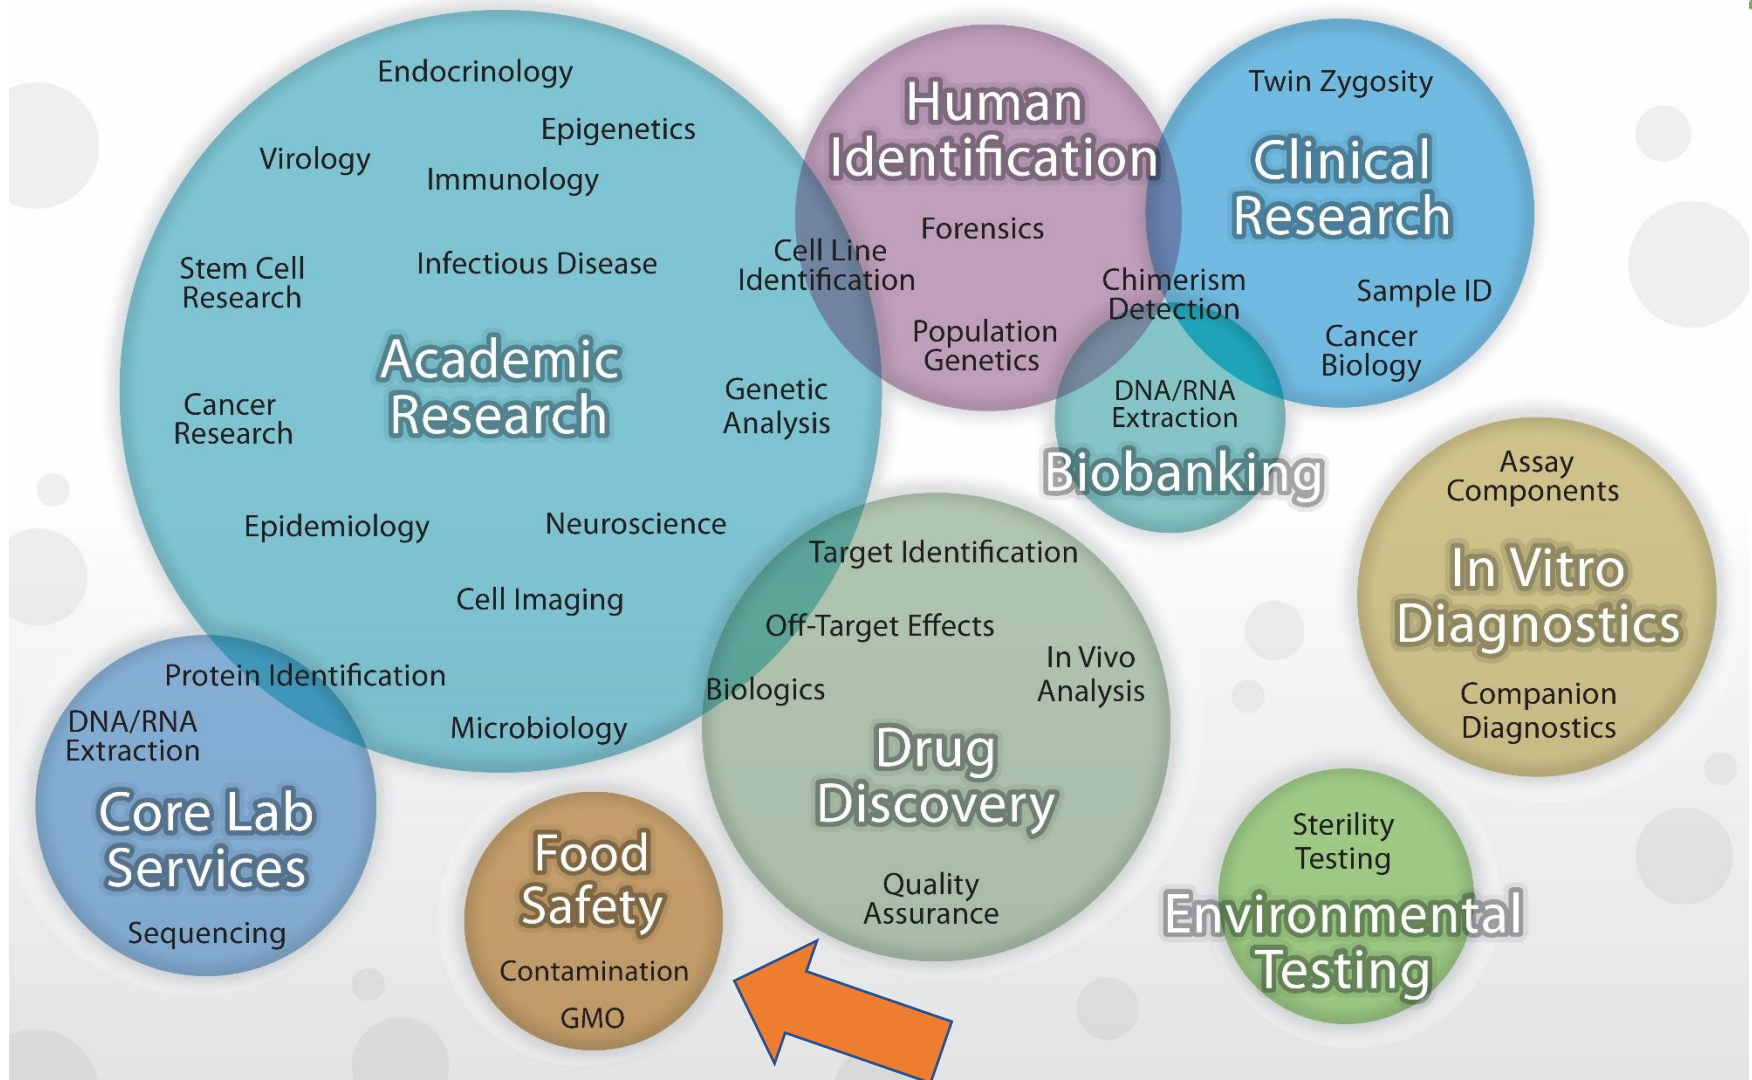 Endocrinology
Epigenetics
Virology
Immunology
Stem Cell
Research
Infectious Disease
Academic
Research
Cancer
Research
Genetic
Analysis
Epidemiology
Neuroscience
Cell Imaging
Microbiology
Cell Line
Identification
Human
Identification
Forensics
Population
Genetics
Chimerism
Detection
Twin Zygosity
Clinical
Research
Sample ID
Cancer
Biology
DNA/RNA
Extraction
Biobanking
Assay
Components
In Vitro
Diagnostics
Companion
Diagnostics
Target Identification
Off-Target Effects
In Vivo
Analysis
Biologics
Drug
Discovery
Quality
Assurance
Protein Identification
DNA/RNA
Extraction
Core Lab
Services
Sequencing
Food
Safety
Contamination
GMO
Sterility
Testing
Environmental
Testing